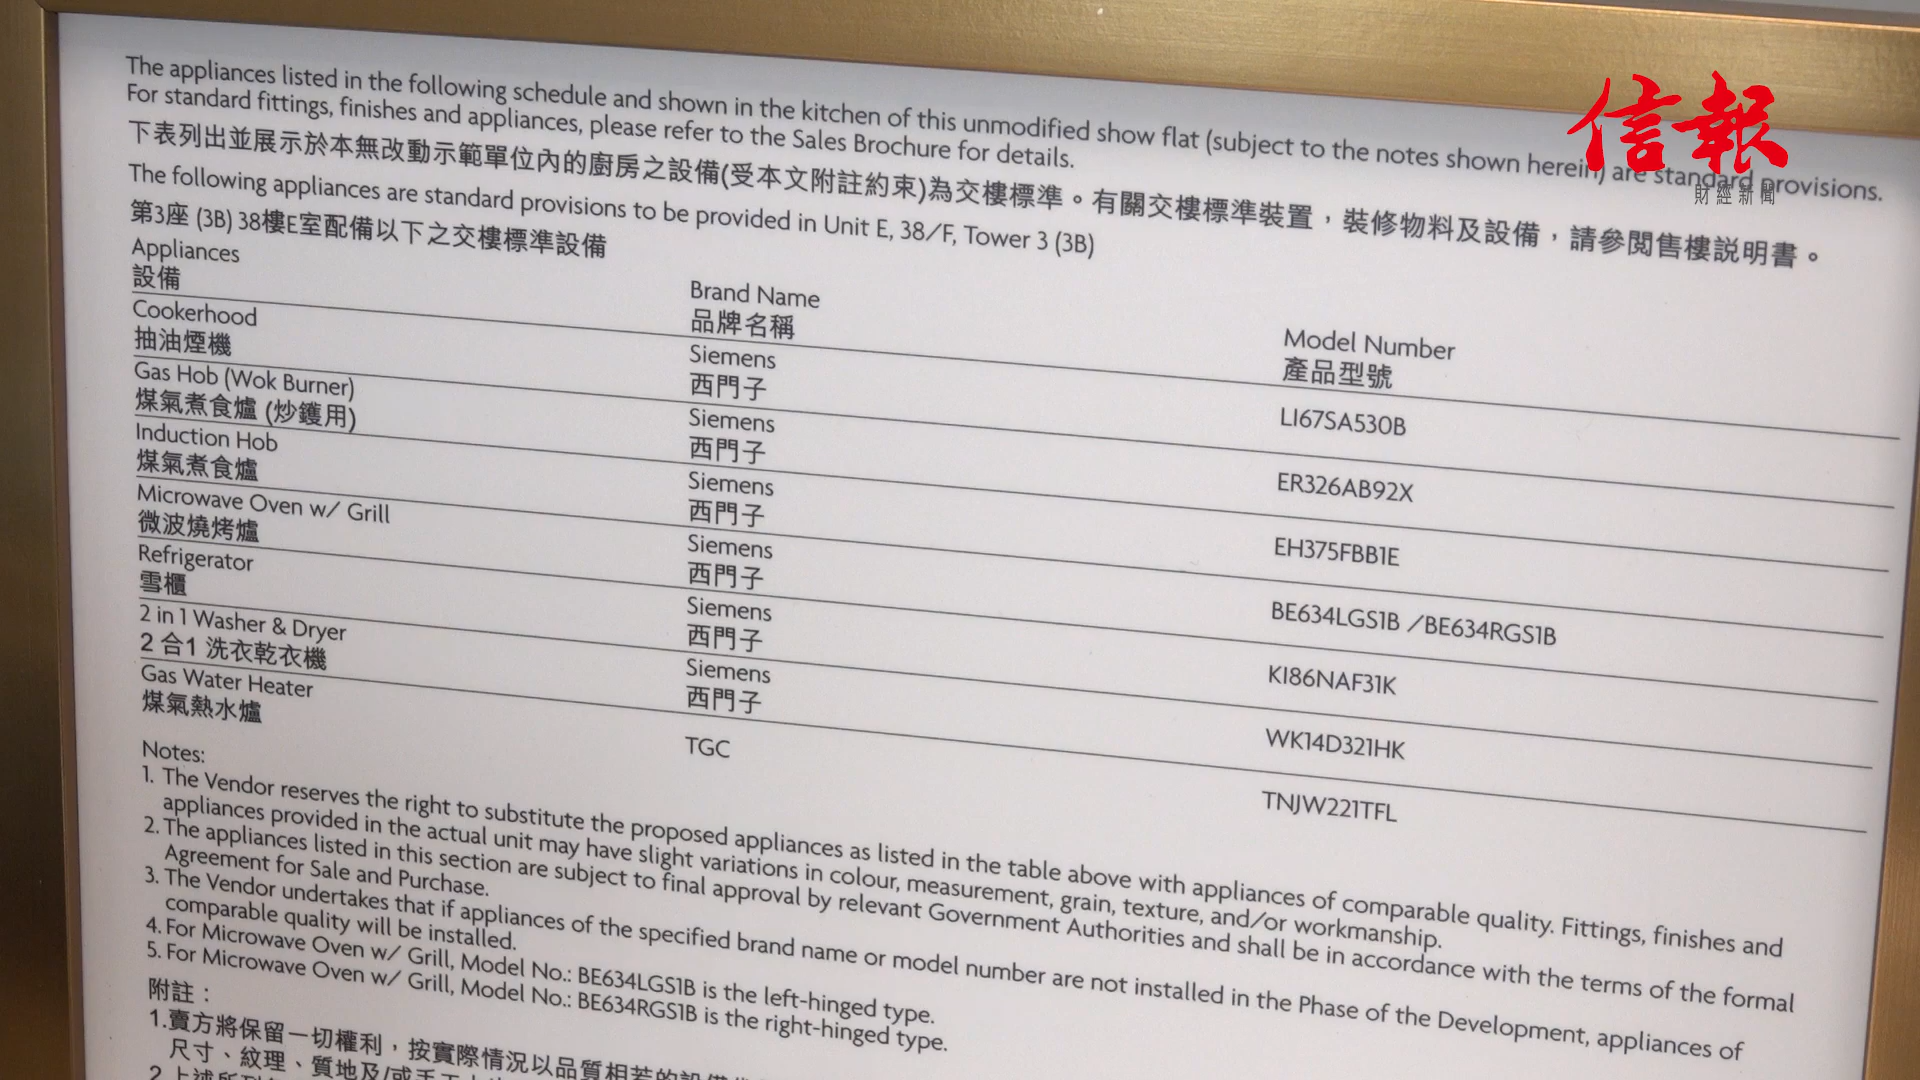 The appliances listed in the following schedule and shown in the kitchen of this unmodified show flat (subject to the notes shown herein) are standard provisions.
For standard fittings, finishes and appliances, please refer to the Sales Brochure for details.
下表列出並展示於本無改動示範單位內的廚房之設備(受本文附註約束)為交樓標準。有關交樓標準裝置，裝修物料及設備，請參閱售樓說明書。
The following appliances are standard provisions to be provided in Unit E, 38/F, Tower 3 (3B)
第3座 (3B) 38樓E室配備以下之交樓標準設備
信報
財經新聞
Appliances Brand Name Model Number
設備 品牌名稱 產品型號
Cookerhood Siemens LI67SA530B
抽油煙機 西門子
Gas Hob (Wok Burner) Siemens ER326AB92X
煤氣煮食爐 (炒鑊用) 西門子
Induction Hob Siemens EH375FBB1E
煤氣煮食爐 西門子
Microwave Oven w/ Grill Siemens BE634LGS1B /BE634RGS1B
微波燒烤爐 西門子
Refrigerator Siemens KI86NAF31K
雪櫃 西門子
2 in 1 Washer & Dryer Siemens WK14D321HK
2 合1 洗衣乾衣機 西門子
Gas Water Heater TGC TNJW221TFL
煤氣熱水爐
Notes:
1. The Vendor reserves the right to substitute the proposed appliances as listed in the table above with appliances of comparable quality. Fittings, finishes and
appliances provided in the actual unit may have slight variations in colour, measurement, grain, texture, and/or workmanship.
2. The appliances listed in this section are subject to final approval by relevant Government Authorities and shall be in accordance with the terms of the formal
Agreement for Sale and Purchase.
3. The Vendor undertakes that if appliances of the specified brand name or model number are not installed in the Phase of the Development, appliances of
comparable quality will be installed.
4. For Microwave Oven w/ Grill, Model No.: BE634LGS1B is the left-hinged type.
5. For Microwave Oven w/ Grill, Model No.: BE634RGS1B is the right-hinged type.
附註：
1.賣方將保留一切權利，按實際情況以品質相若的設備
尺寸、紋理、質地及/或手工
2.上述所列